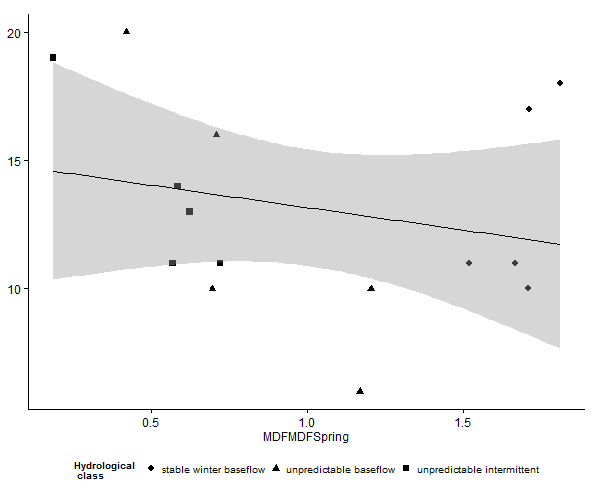 20
15
10
0.5 1.0 1.5
MDFMDFSpring
Hydrological
class
stable winter baseflow unpredictable baseflow unpredictable intermittent